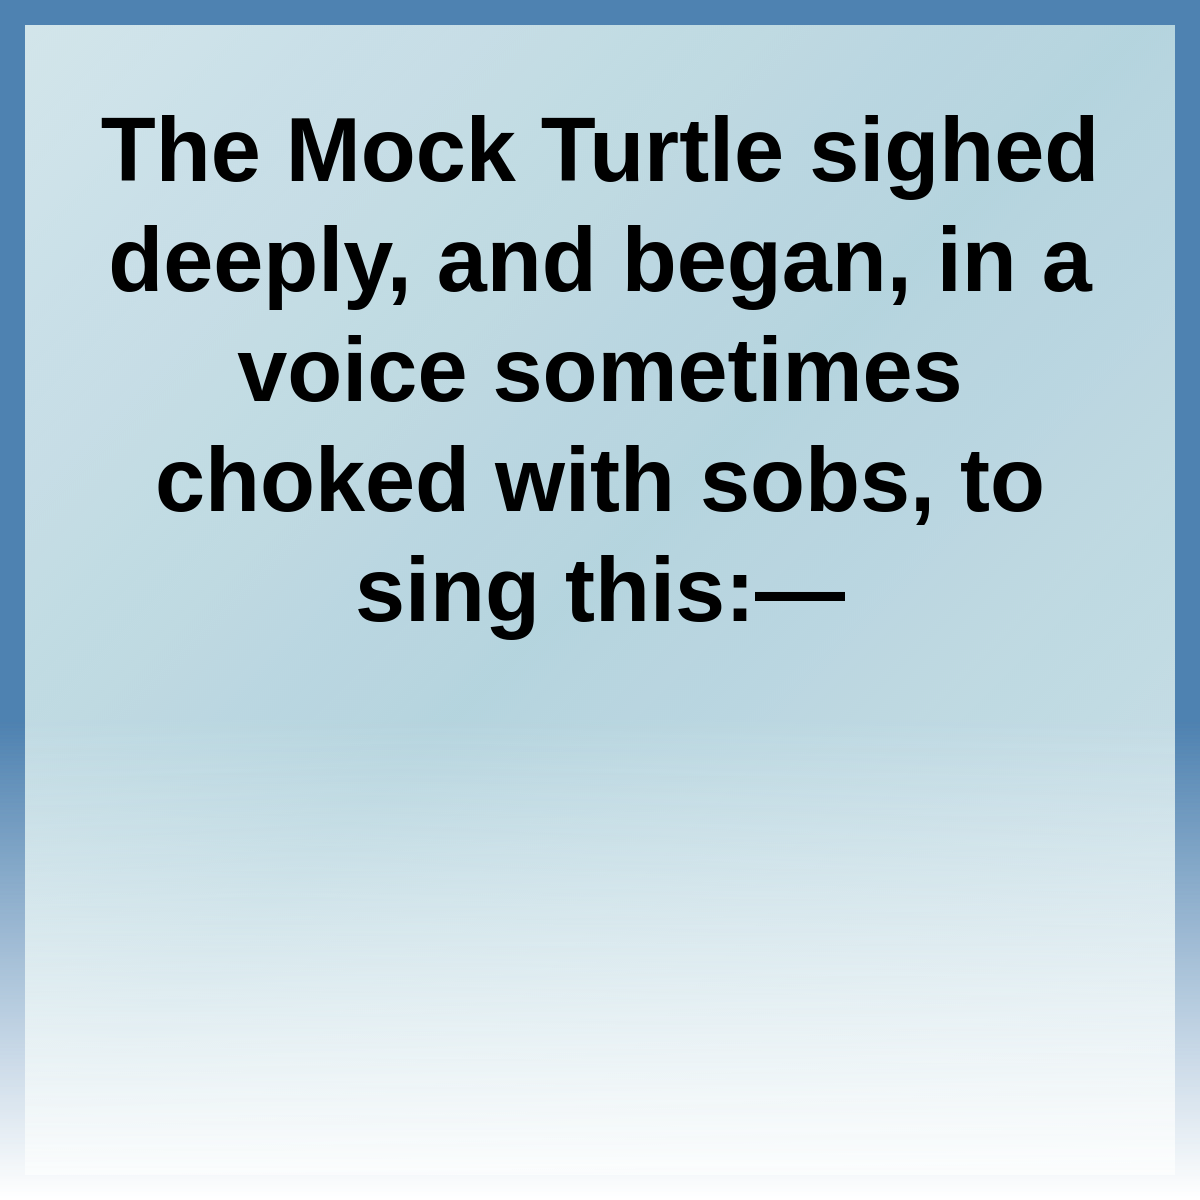 The Mock Turtle sighed
deeply, and began, in a
voice sometimes
choked with sobs, to
sing this:—